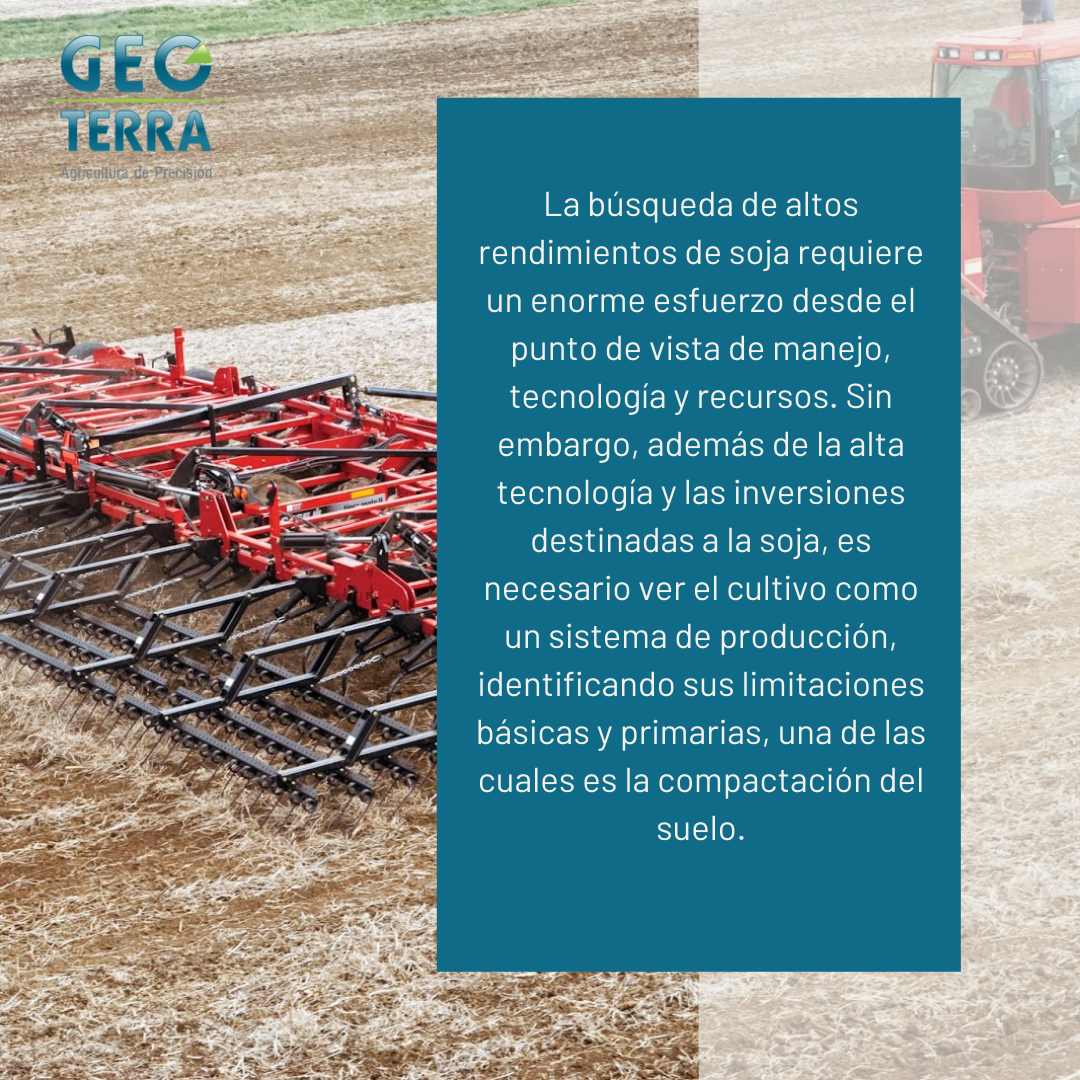 GEO
TERRA
Agricultura de Precisión
La búsqueda de altos
rendimientos de soja requiere
un enorme esfuerzo desde el
punto de vista de manejo,
tecnología y recursos. Sin
embargo, además de la alta
tecnología y las inversiones
destinadas a la soja, es
necesario ver el cultivo como
un sistema de producción,
identificando sus limitaciones
básicas y primarias, una de las
cuales es la compactación del
suelo.